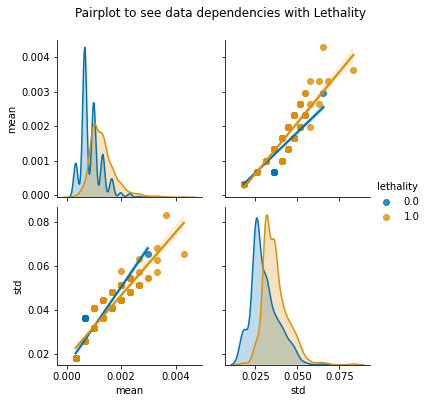 Pairplot to see data dependencies with Lethality
0.004
0.003
0.002
0.001
0.000
mean
lethality
0.0
1.0
0.08
0.06
0.04
0.02
std
0.000 0.002 0.004
mean
0.025 0.050 0.075
std